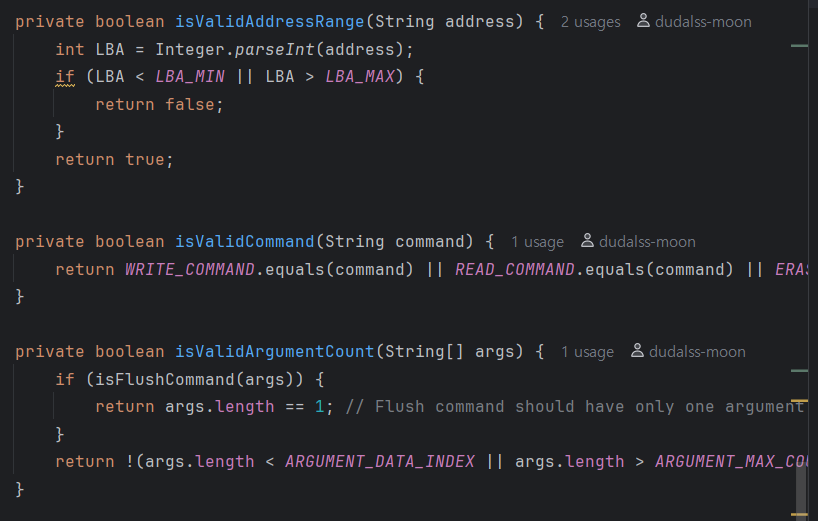 private boolean isValidAddressRange(String address) { 2 usages dudalss-moon
int LBA = Integer.parseInt(address);
if (LBA < LBA_MIN || LBA > LBA_MAX) {
return false;
}
return true;
}
private boolean isValidCommand(String command) { 1 usage dudalss-moon
return WRITE_COMMAND.equals(command) || READ_COMMAND.equals(command) || ERAS
}
private boolean isValidArgumentCount(String[] args) { 1 usage dudalss-moon
if (isFlushCommand(args)) {
return args.length == 1; // Flush command should have only one argument
}
return !(args.length < ARGUMENT_DATA_INDEX || args.length > ARGUMENT_MAX_COU
}